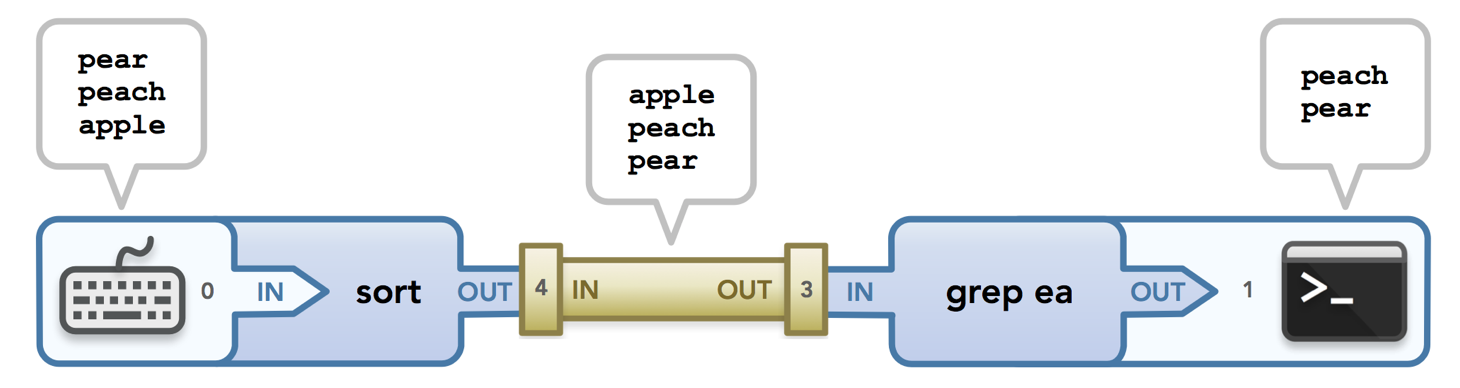 pear
peach
apple
apple
peach
pear
peach
pear
0 IN sort OUT 4 IN OUT 3 IN grep ea OUT 1 >_